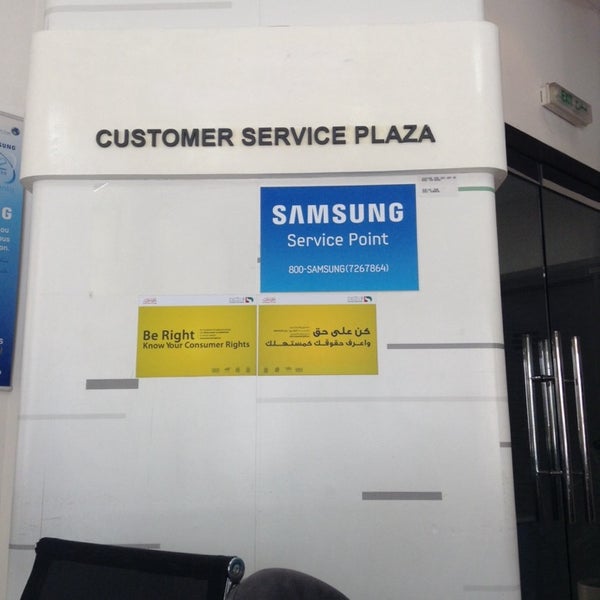 CUSTOMER SERVICE PLAZA
SAMSUNG
Service Point
800-SAMSUNG(7267864)
Be Right
Know Your Consumer Rights
كن على حق
واعرف حقوقك كمستهلك
EXIT
SUNG
G